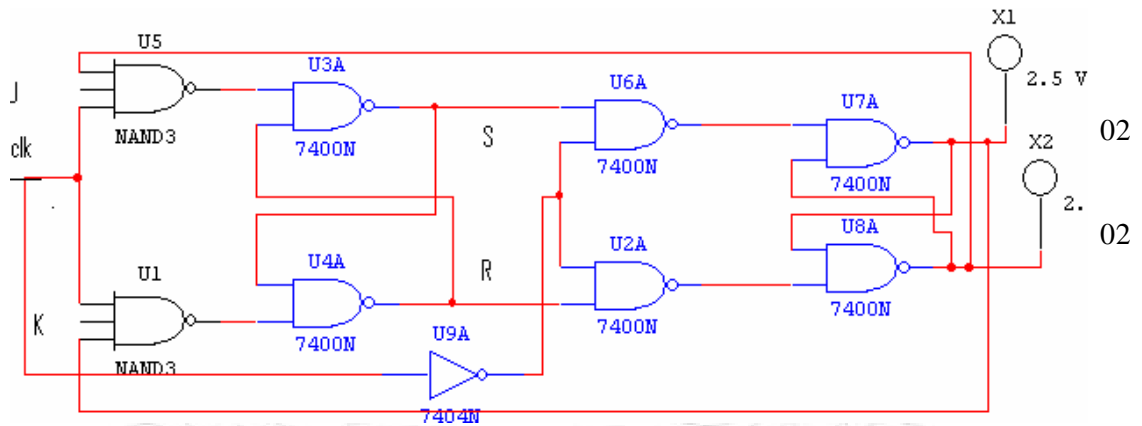 X1
2.5 V
U5
NAND3
U3A
7400N
U6A
7400N
U7A
7400N
02
J
clk
S
X2
2.
02
U1
NAND3
U4A
7400N
R
U2A
7400N
U8A
7400N
K
U9A
7404N